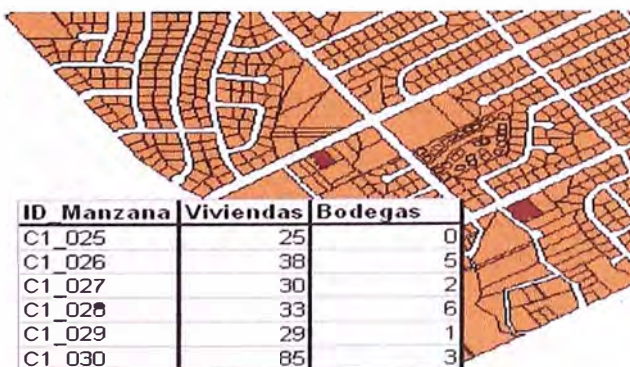 ID_Manzana Viviendas Bodegas
C1_025 25 0
C1_026 38 5
C1_027 30 2
C1_028 33 6
C1_029 29 1
C1_030 85 3